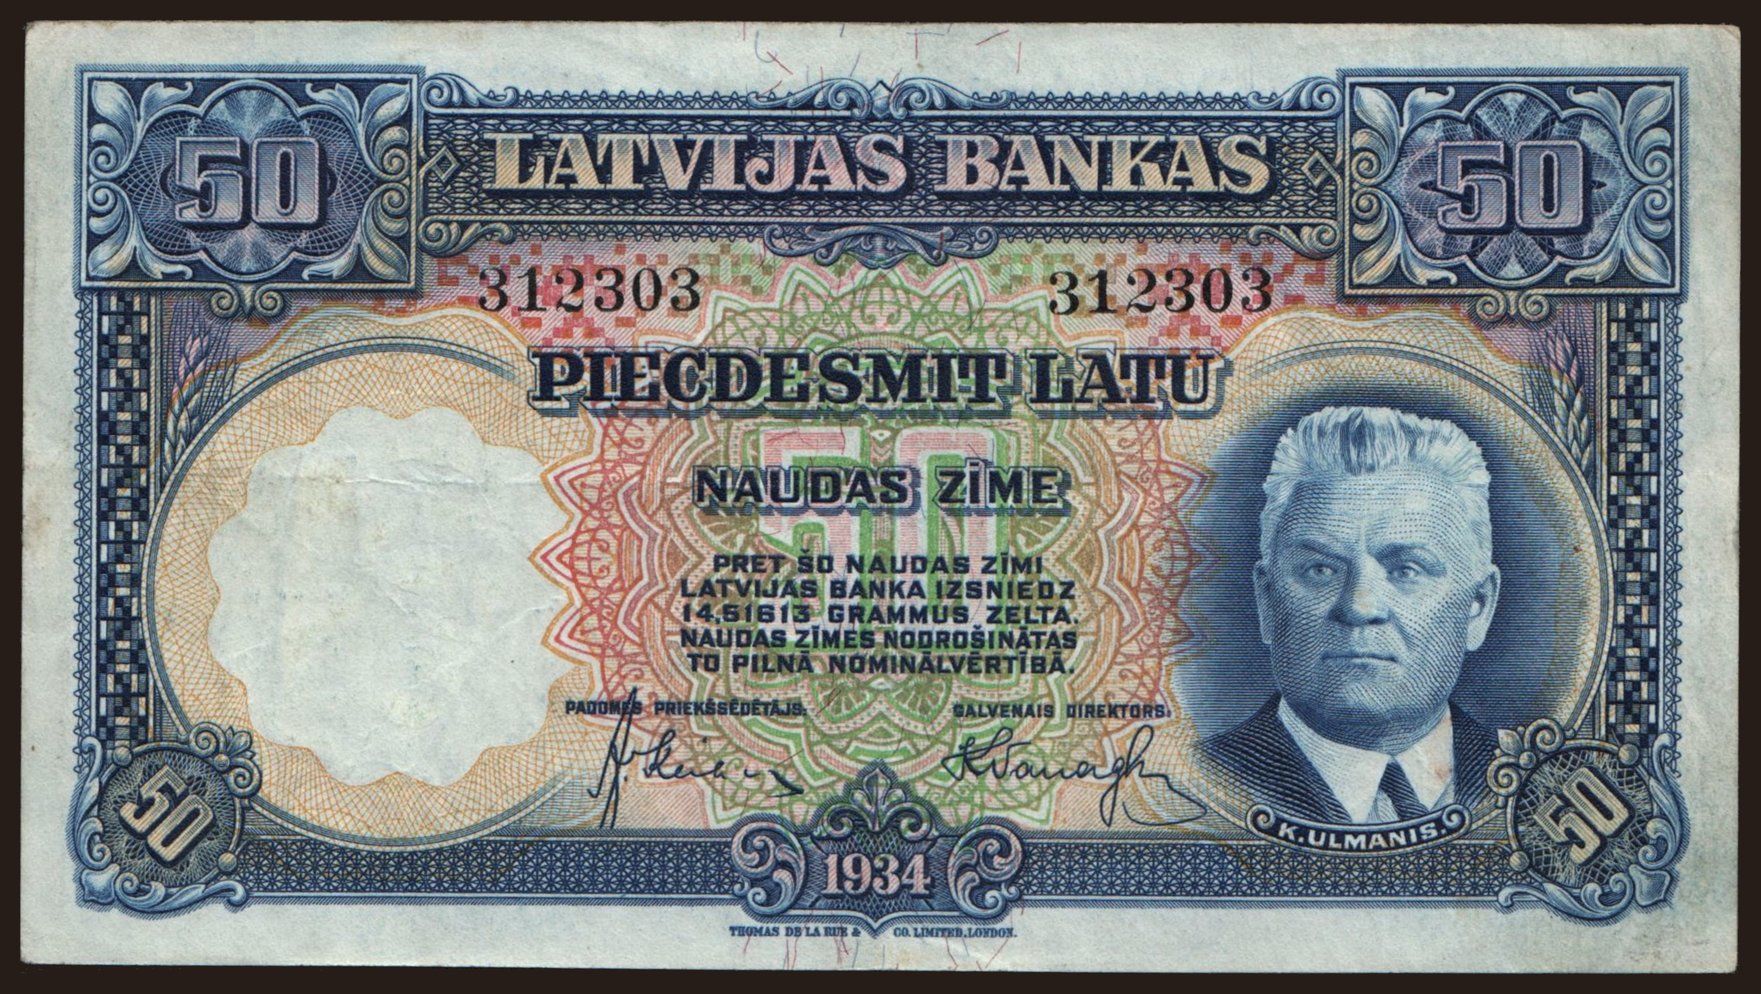 50 LATVIJAS BANKAS 50
312303 312303
PIECDESMIT LATU
50
NAUDAS ZĪME
PRET ŠO NAUDAS ZĪMI
LATVIJAS BANKA IZSNIEDZ
14,51613 GRAMMUS ZELTA.
NAUDAS ZĪMES NODROŠINĀTAS
TO PILNĀ NOMINĀLVĒRTĪBĀ.
PADOMES PRIEKŠSĒDĒTĀJS: GALVENAIS DIREKTORS:
50 K.ULMANIS. 50
1934
THOMAS DE LA RUE & CO. LIMITED, LONDON.